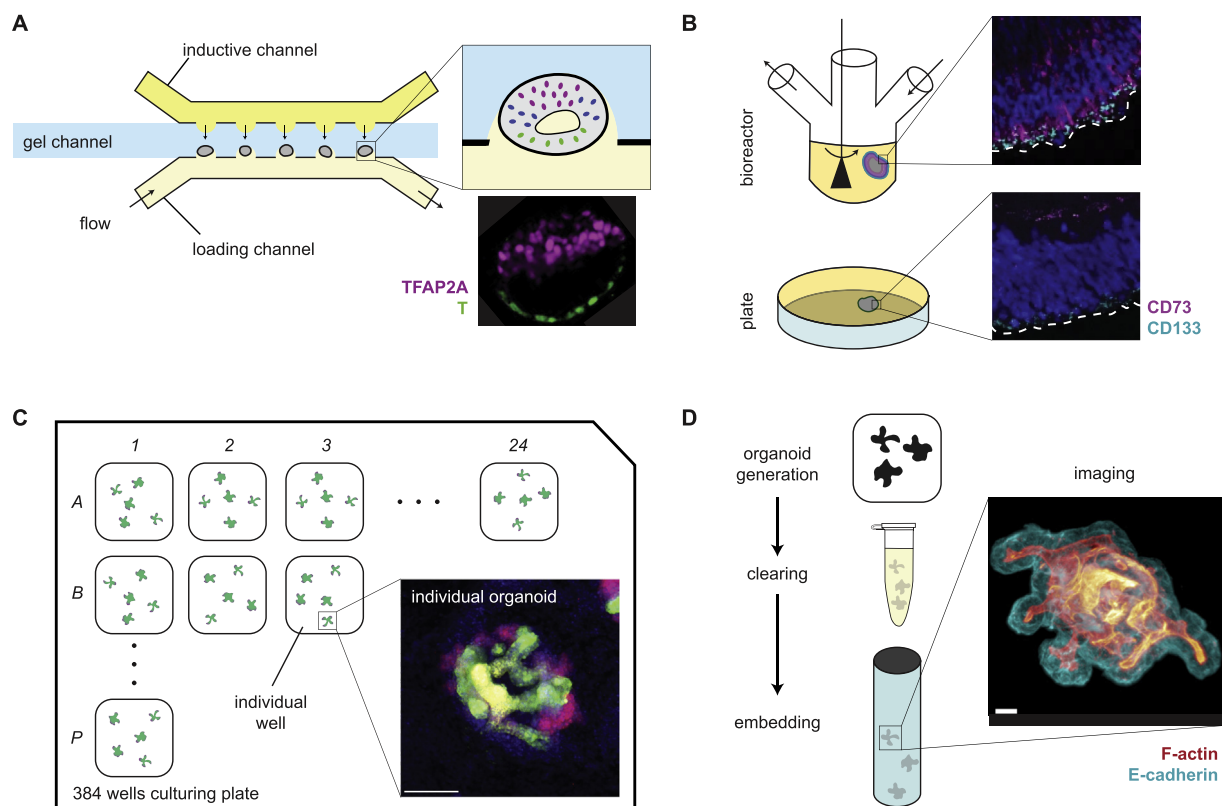 A
inductive channel
gel channel
flow
loading channel
TFAP2A
T
B
bioreactor
plate
CD73
CD133
C
1 2 3 24
A
B
P
individual organoid
individual
well
384 wells culturing plate
D
organoid
generation
clearing
embedding
imaging
F-actin
E-cadherin